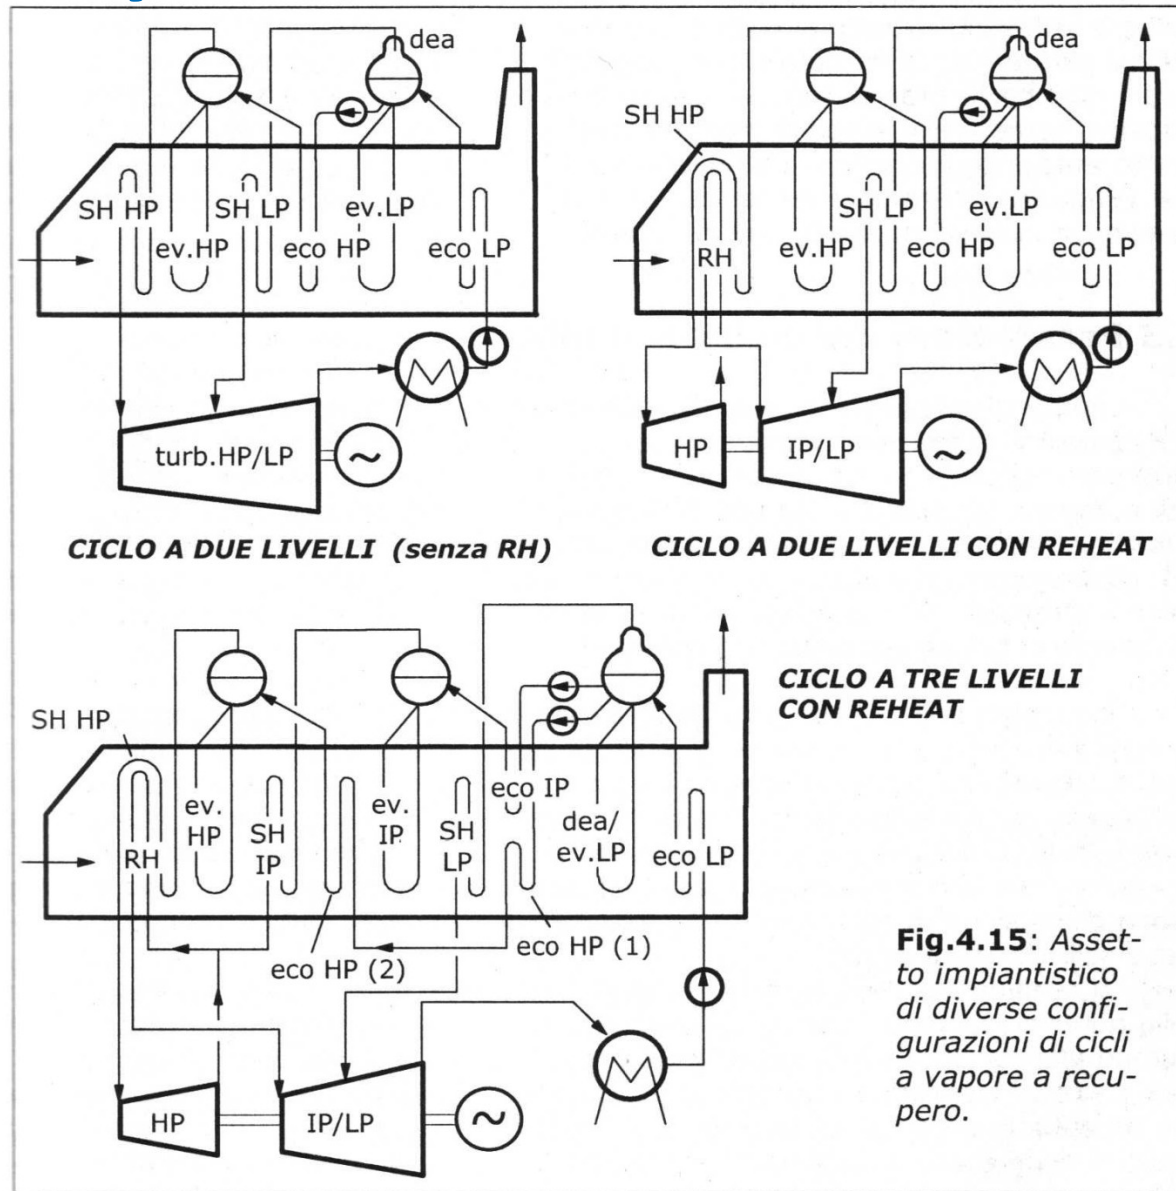 dea
SH HP
ev.HP
SH LP
eco HP
ev.LP
eco LP
turb.HP/LP
~
CICLO A DUE LIVELLI (senza RH)
dea
SH HP
RH
ev.HP
SH LP
eco HP
ev.LP
eco LP
HP
IP/LP
~
CICLO A DUE LIVELLI CON REHEAT
CICLO A TRE LIVELLI
CON REHEAT
SH HP
RH
ev.
HP
SH
IP
ev.
IP
SH
LP
eco IP
dea/
ev.LP
eco LP
eco HP (2)
eco HP (1)
HP
IP/LP
~
Fig.4.15: Asset-
to impiantistico
di diverse confi-
gurazioni di cicli
a vapore a recu-
pero.